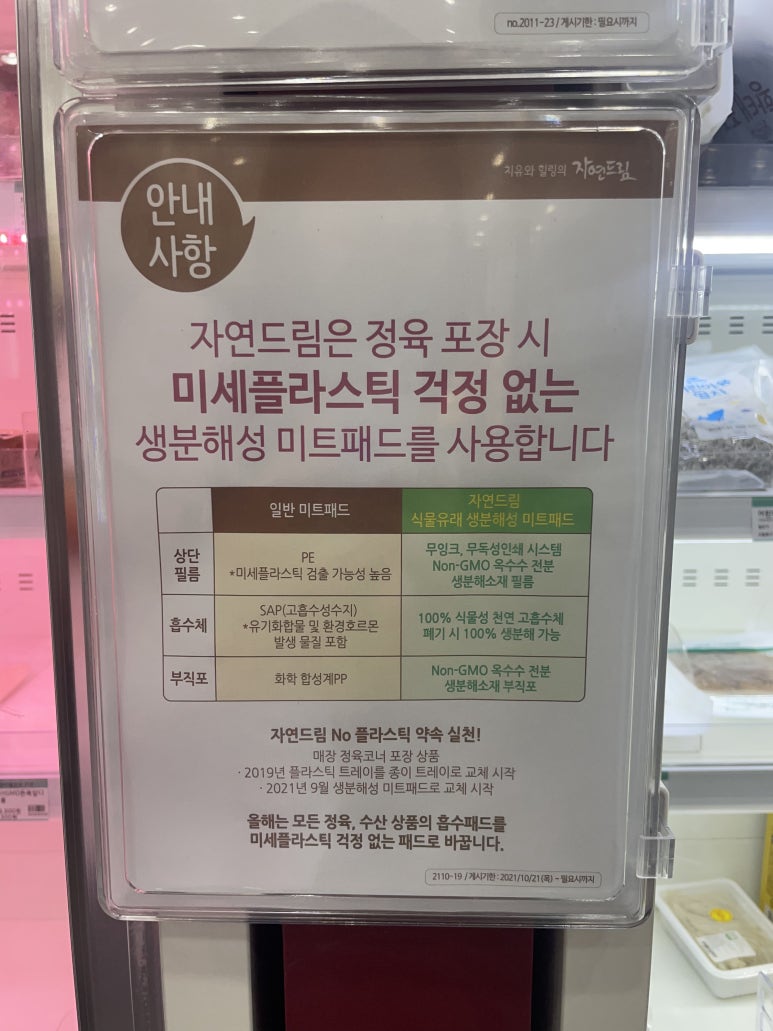 no.2011-23 / 게시기한 : 필요시까지
치유와 힐링의 자연드림
안내
사항
자연드림은 정육 포장 시
미세플라스틱 걱정 없는
생분해성 미트패드를 사용합니다
일반 미트패드
자연드림
식물유래 생분해성 미트패드
상단
필름
PE
*미세플라스틱 검출 가능성 높음
무잉크, 무독성인쇄 시스템
Non-GMO 옥수수 전분
생분해소재 필름
흡수체
SAP(고흡수성수지)
*유기화합물 및 환경호르몬
발생 물질 포함
100% 식물성 천연 고흡수체
폐기 시 100% 생분해 가능
부직포
화학 합성계PP
Non-GMO 옥수수 전분
생분해소재 부직포
자연드림 No 플라스틱 약속 실천!
매장 정육코너 포장 상품
· 2019년 플라스틱 트레이를 종이 트레이로 교체 시작
· 2021년 9월 생분해성 미트패드로 교체 시작
올해는 모든 정육, 수산 상품의 흡수패드를
미세플라스틱 걱정 없는 패드로 바꿉니다.
2110-19 / 게시기한 : 2021/10/21(목) ~ 필요시까지